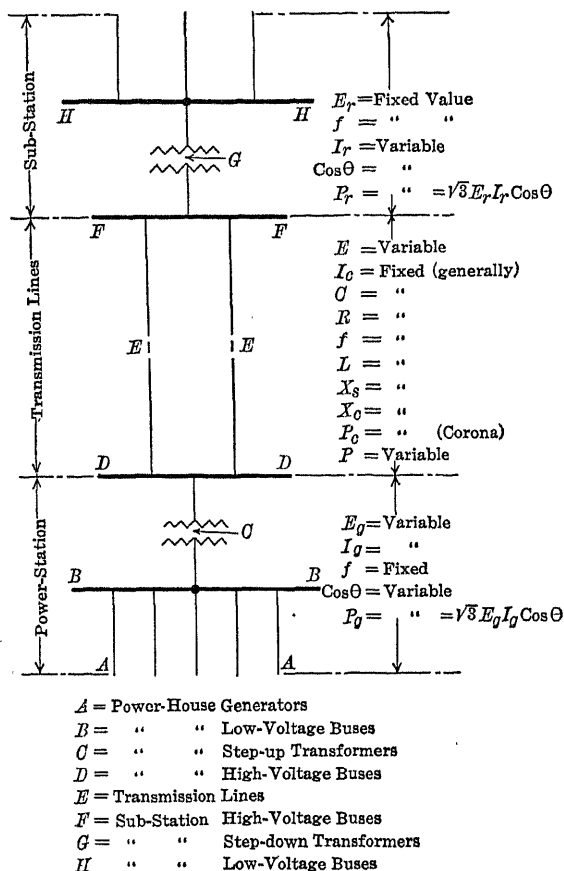 Sub-Station
H H
G
F F
E_r = Fixed Value
f = “ “
I_r = Variable
Cosθ = “
P_r = “ = √3 E_r I_r Cosθ
Transmission Lines
E E
D D
E = Variable
I_c = Fixed (generally)
C = “
R = “
f = “
L = “
X_s = “
X_c = “
P_c = “ (Corona)
P = Variable
Power-Station
C
B B
A A
E_g = Variable
I_g = “
f = Fixed
Cosθ = Variable
P_g = “ = √3 E_g I_g Cosθ
A = Power-House Generators
B = “ “ Low-Voltage Buses
C = “ “ Step-up Transformers
D = “ “ High-Voltage Buses
E = Transmission Lines
F = Sub-Station High-Voltage Buses
G = “ “ Step-down Transformers
H “ “ Low-Voltage Buses